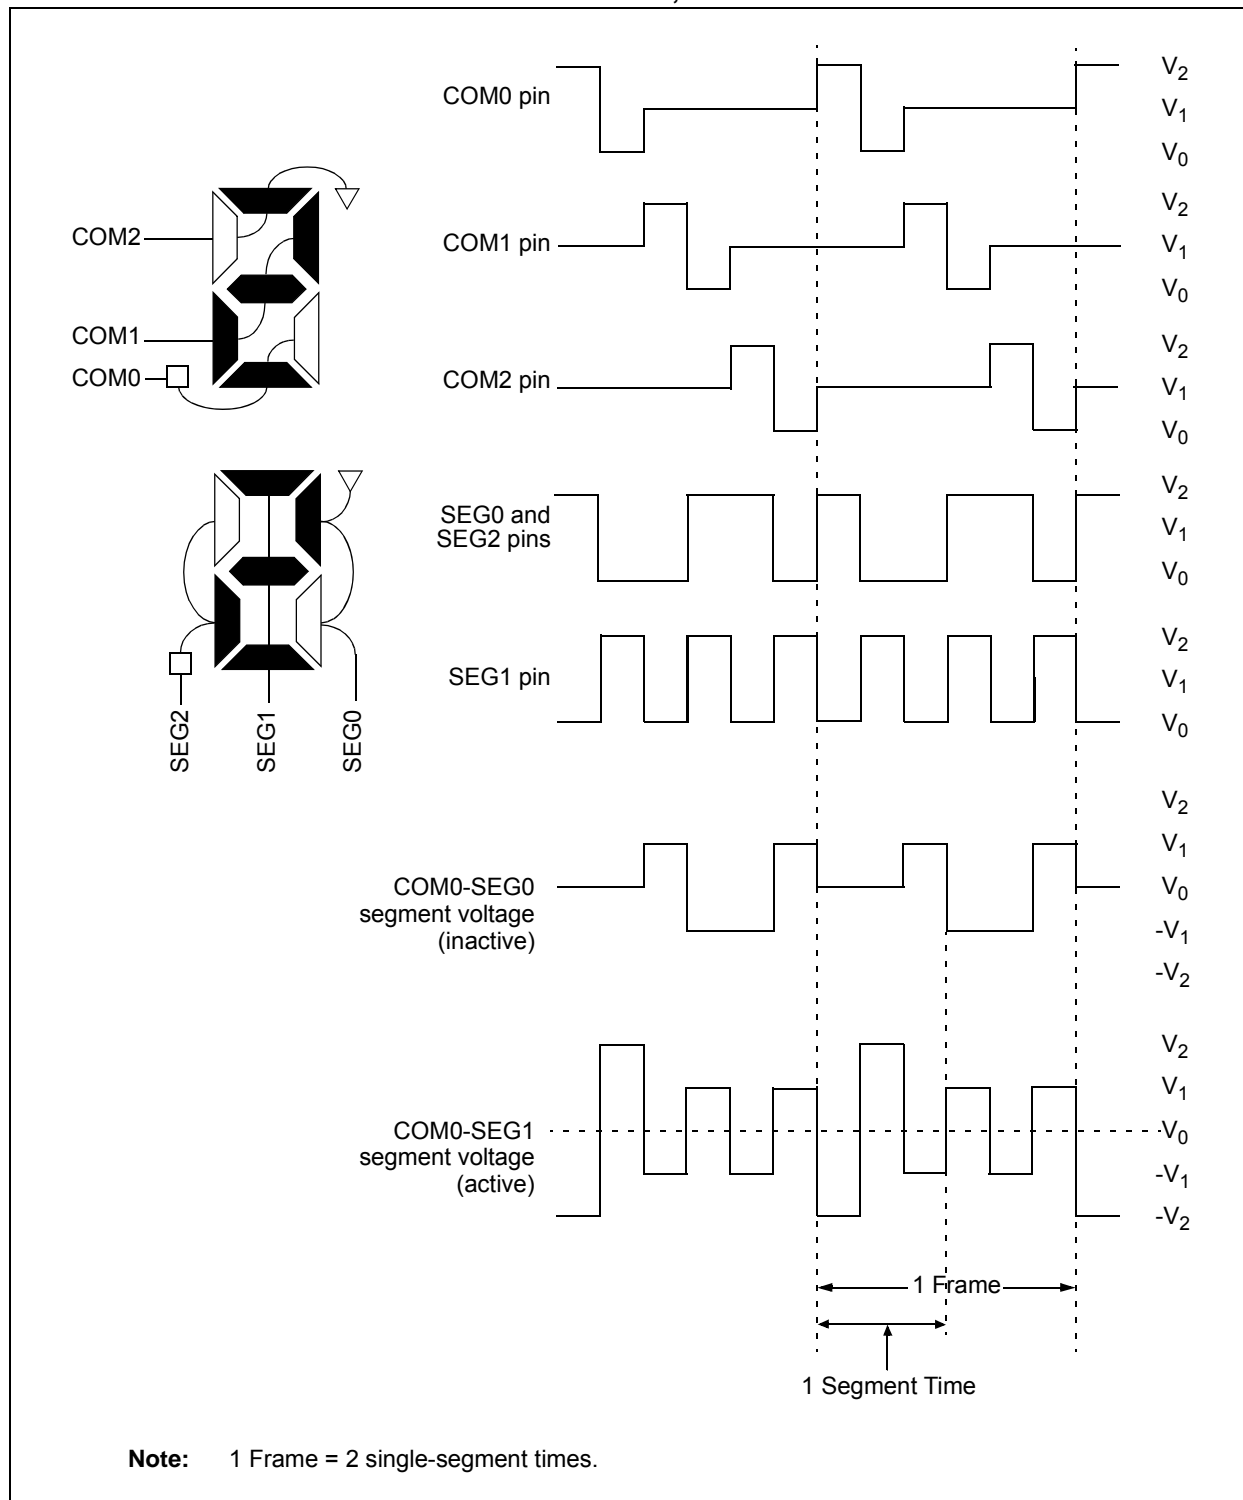 COM0 pin
V2
V1
V0
COM1 pin
V2
V1
V0
COM2
COM1
COM0
COM2 pin
V2
V1
V0
SEG0 and
SEG2 pins
V2
V1
V0
SEG1 pin
V2
V1
V0
SEG2
SEG1
SEG0
COM0-SEG0
segment voltage
(inactive)
V2
V1
V0
-V1
-V2
COM0-SEG1
segment voltage
(active)
V2
V1
V0
-V1
-V2
1 Frame
1 Segment Time
Note: 1 Frame = 2 single-segment times.